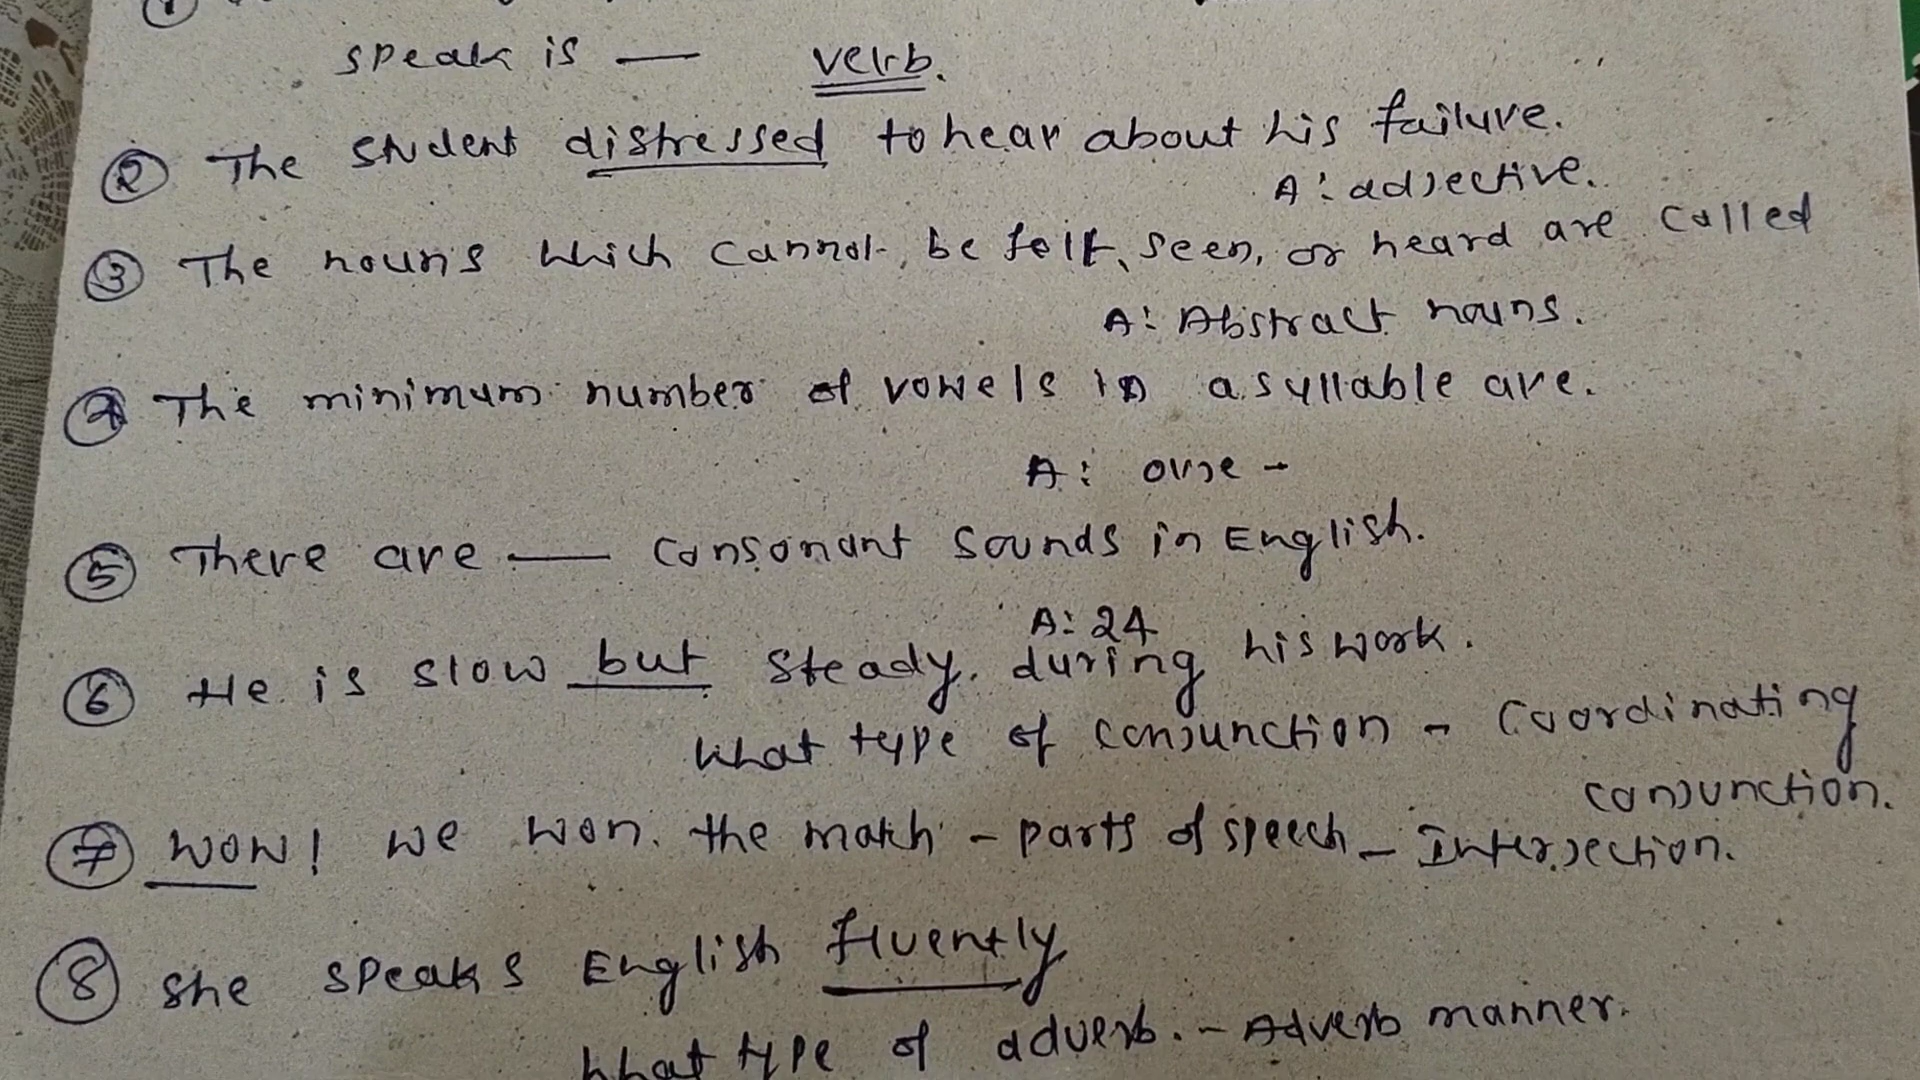 ①
speak is — verb.
② The student distressed to hear about his failure.
A: adjective.
③ The nouns which cannot be felt, seen, or heard are called
A: Abstract nouns.
④ The minimum number of vowels in a syllable are.
A: one -
⑤ There are — consonant sounds in English.
A: 24
⑥ He is slow but steady. during his work.
What type of conjunction - Coordinating
conjunction.
⑦ Wow! We won. the match - parts of speech - Interjection.
⑧ She speaks English fluently
What type of adverb. - Adverb manner.